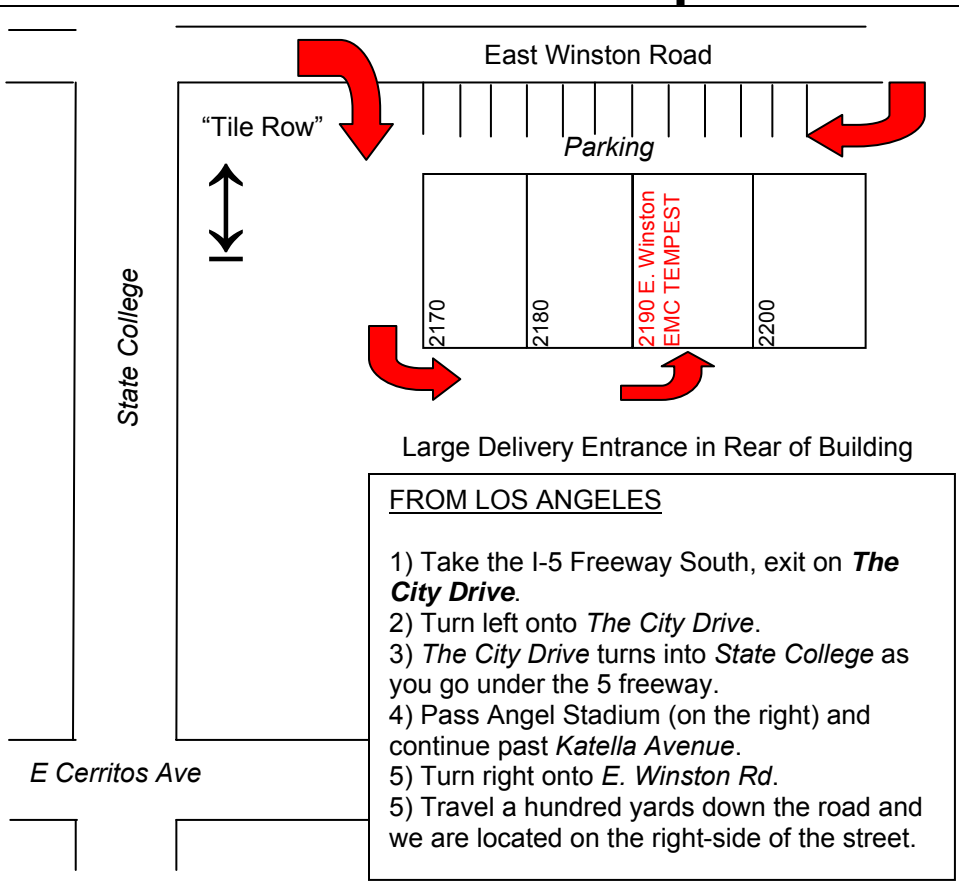 East Winston Road
“Tile Row”
Parking
2170
2180
2190 E. Winston
EMC TEMPEST
2200
State College
Large Delivery Entrance in Rear of Building
FROM LOS ANGELES
1) Take the I-5 Freeway South, exit on The
City Drive.
2) Turn left onto The City Drive.
3) The City Drive turns into State College as
you go under the 5 freeway.
4) Pass Angel Stadium (on the right) and
continue past Katella Avenue.
5) Turn right onto E. Winston Rd.
5) Travel a hundred yards down the road and
we are located on the right-side of the street.
E Cerritos Ave